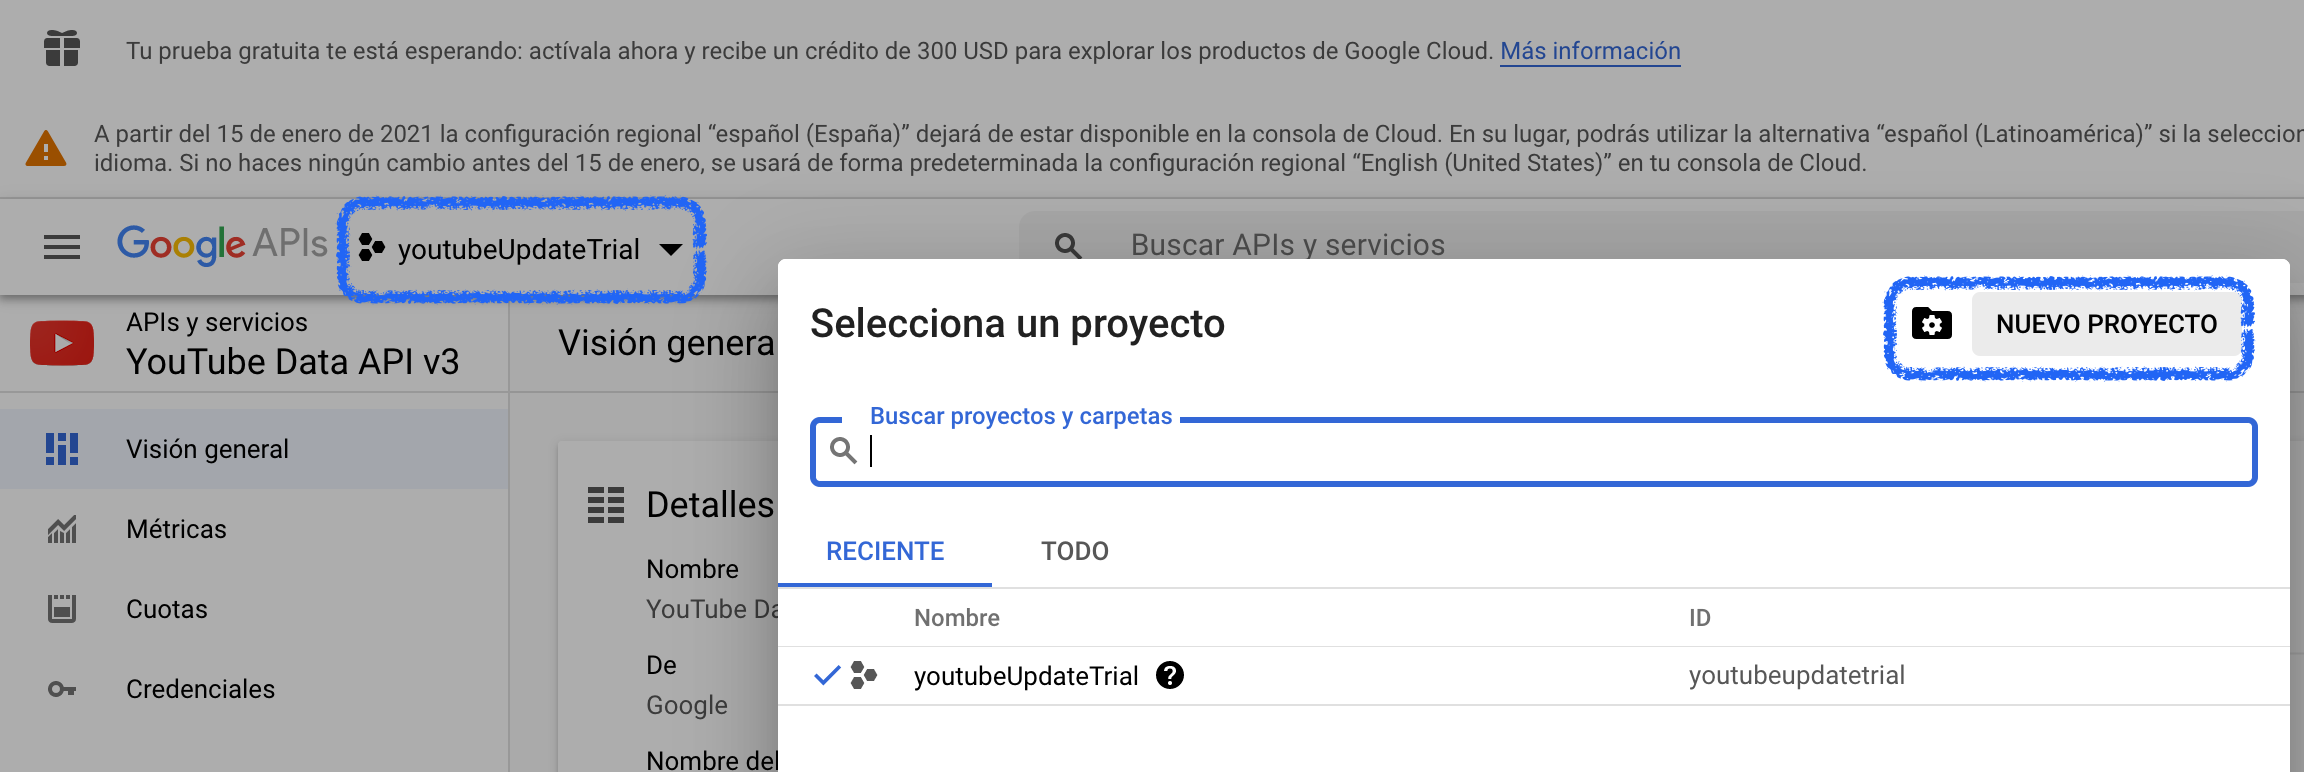 Tu prueba gratuita te está esperando: actívala ahora y recibe un crédito de 300 USD para explorar los productos de Google Cloud. Más información
A partir del 15 de enero de 2021 la configuración regional “español (España)” dejará de estar disponible en la consola de Cloud. En su lugar, podrás utilizar la alternativa “español (Latinoamérica)” si la seleccion
idioma. Si no haces ningún cambio antes del 15 de enero, se usará de forma predeterminada la configuración regional “English (United States)” en tu consola de Cloud.
Google APIs youtubeUpdateTrial Buscar APIs y servicios
APIs y servicios
YouTube Data API v3
Visión genera
Visión general
Métricas
Cuotas
Credenciales
Detalles
Nombre
YouTube Da
De
Google
Nombre del
Selecciona un proyecto
NUEVO PROYECTO
Buscar proyectos y carpetas
RECIENTE TODO
Nombre ID
youtubeUpdateTrial youtubeupdatetrial